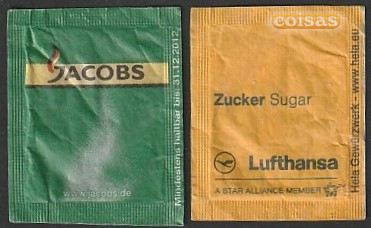 JACOBS
www.jacobs.de
Mindestens haltbar bis: 31.12.2012
coisas
Zucker Sugar
Lufthansa
A STAR ALLIANCE MEMBER
Hela Gewürzwerk - www.hela.eu